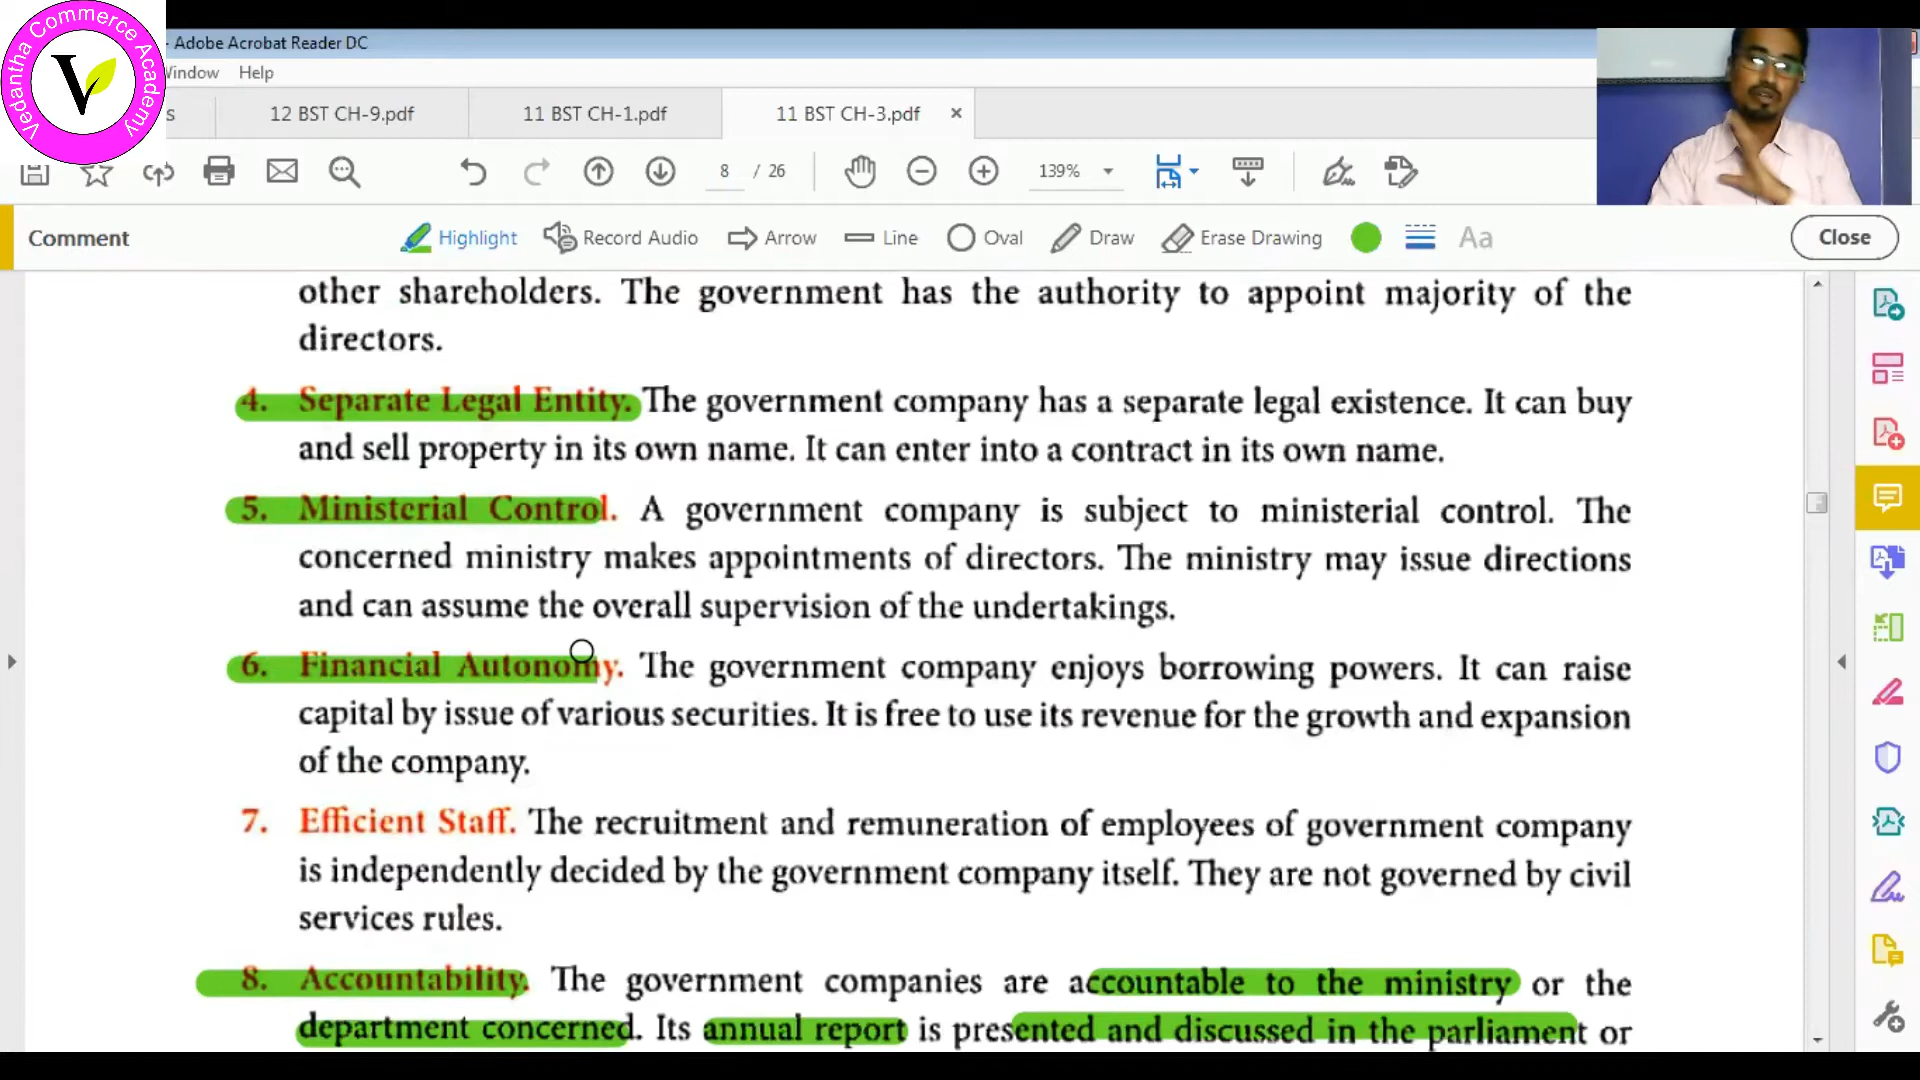 Vedantha Commerce Academy
V
- Adobe Acrobat Reader DC
Window Help
s 12 BST CH-9.pdf 11 BST CH-1.pdf 11 BST CH-3.pdf ×
8 / 26 139%
Comment Highlight Record Audio Arrow Line Oval Draw Erase Drawing Aa Close
other shareholders. The government has the authority to appoint majority of the
directors.
4. Separate Legal Entity. The government company has a separate legal existence. It can buy
and sell property in its own name. It can enter into a contract in its own name.
5. Ministerial Control. A government company is subject to ministerial control. The
concerned ministry makes appointments of directors. The ministry may issue directions
and can assume the overall supervision of the undertakings.
6. Financial Autonomy. The government company enjoys borrowing powers. It can raise
capital by issue of various securities. It is free to use its revenue for the growth and expansion
of the company.
7. Efficient Staff. The recruitment and remuneration of employees of government company
is independently decided by the government company itself. They are not governed by civil
services rules.
8. Accountability. The government companies are accountable to the ministry or the
department concerned. Its annual report is presented and discussed in the parliament or